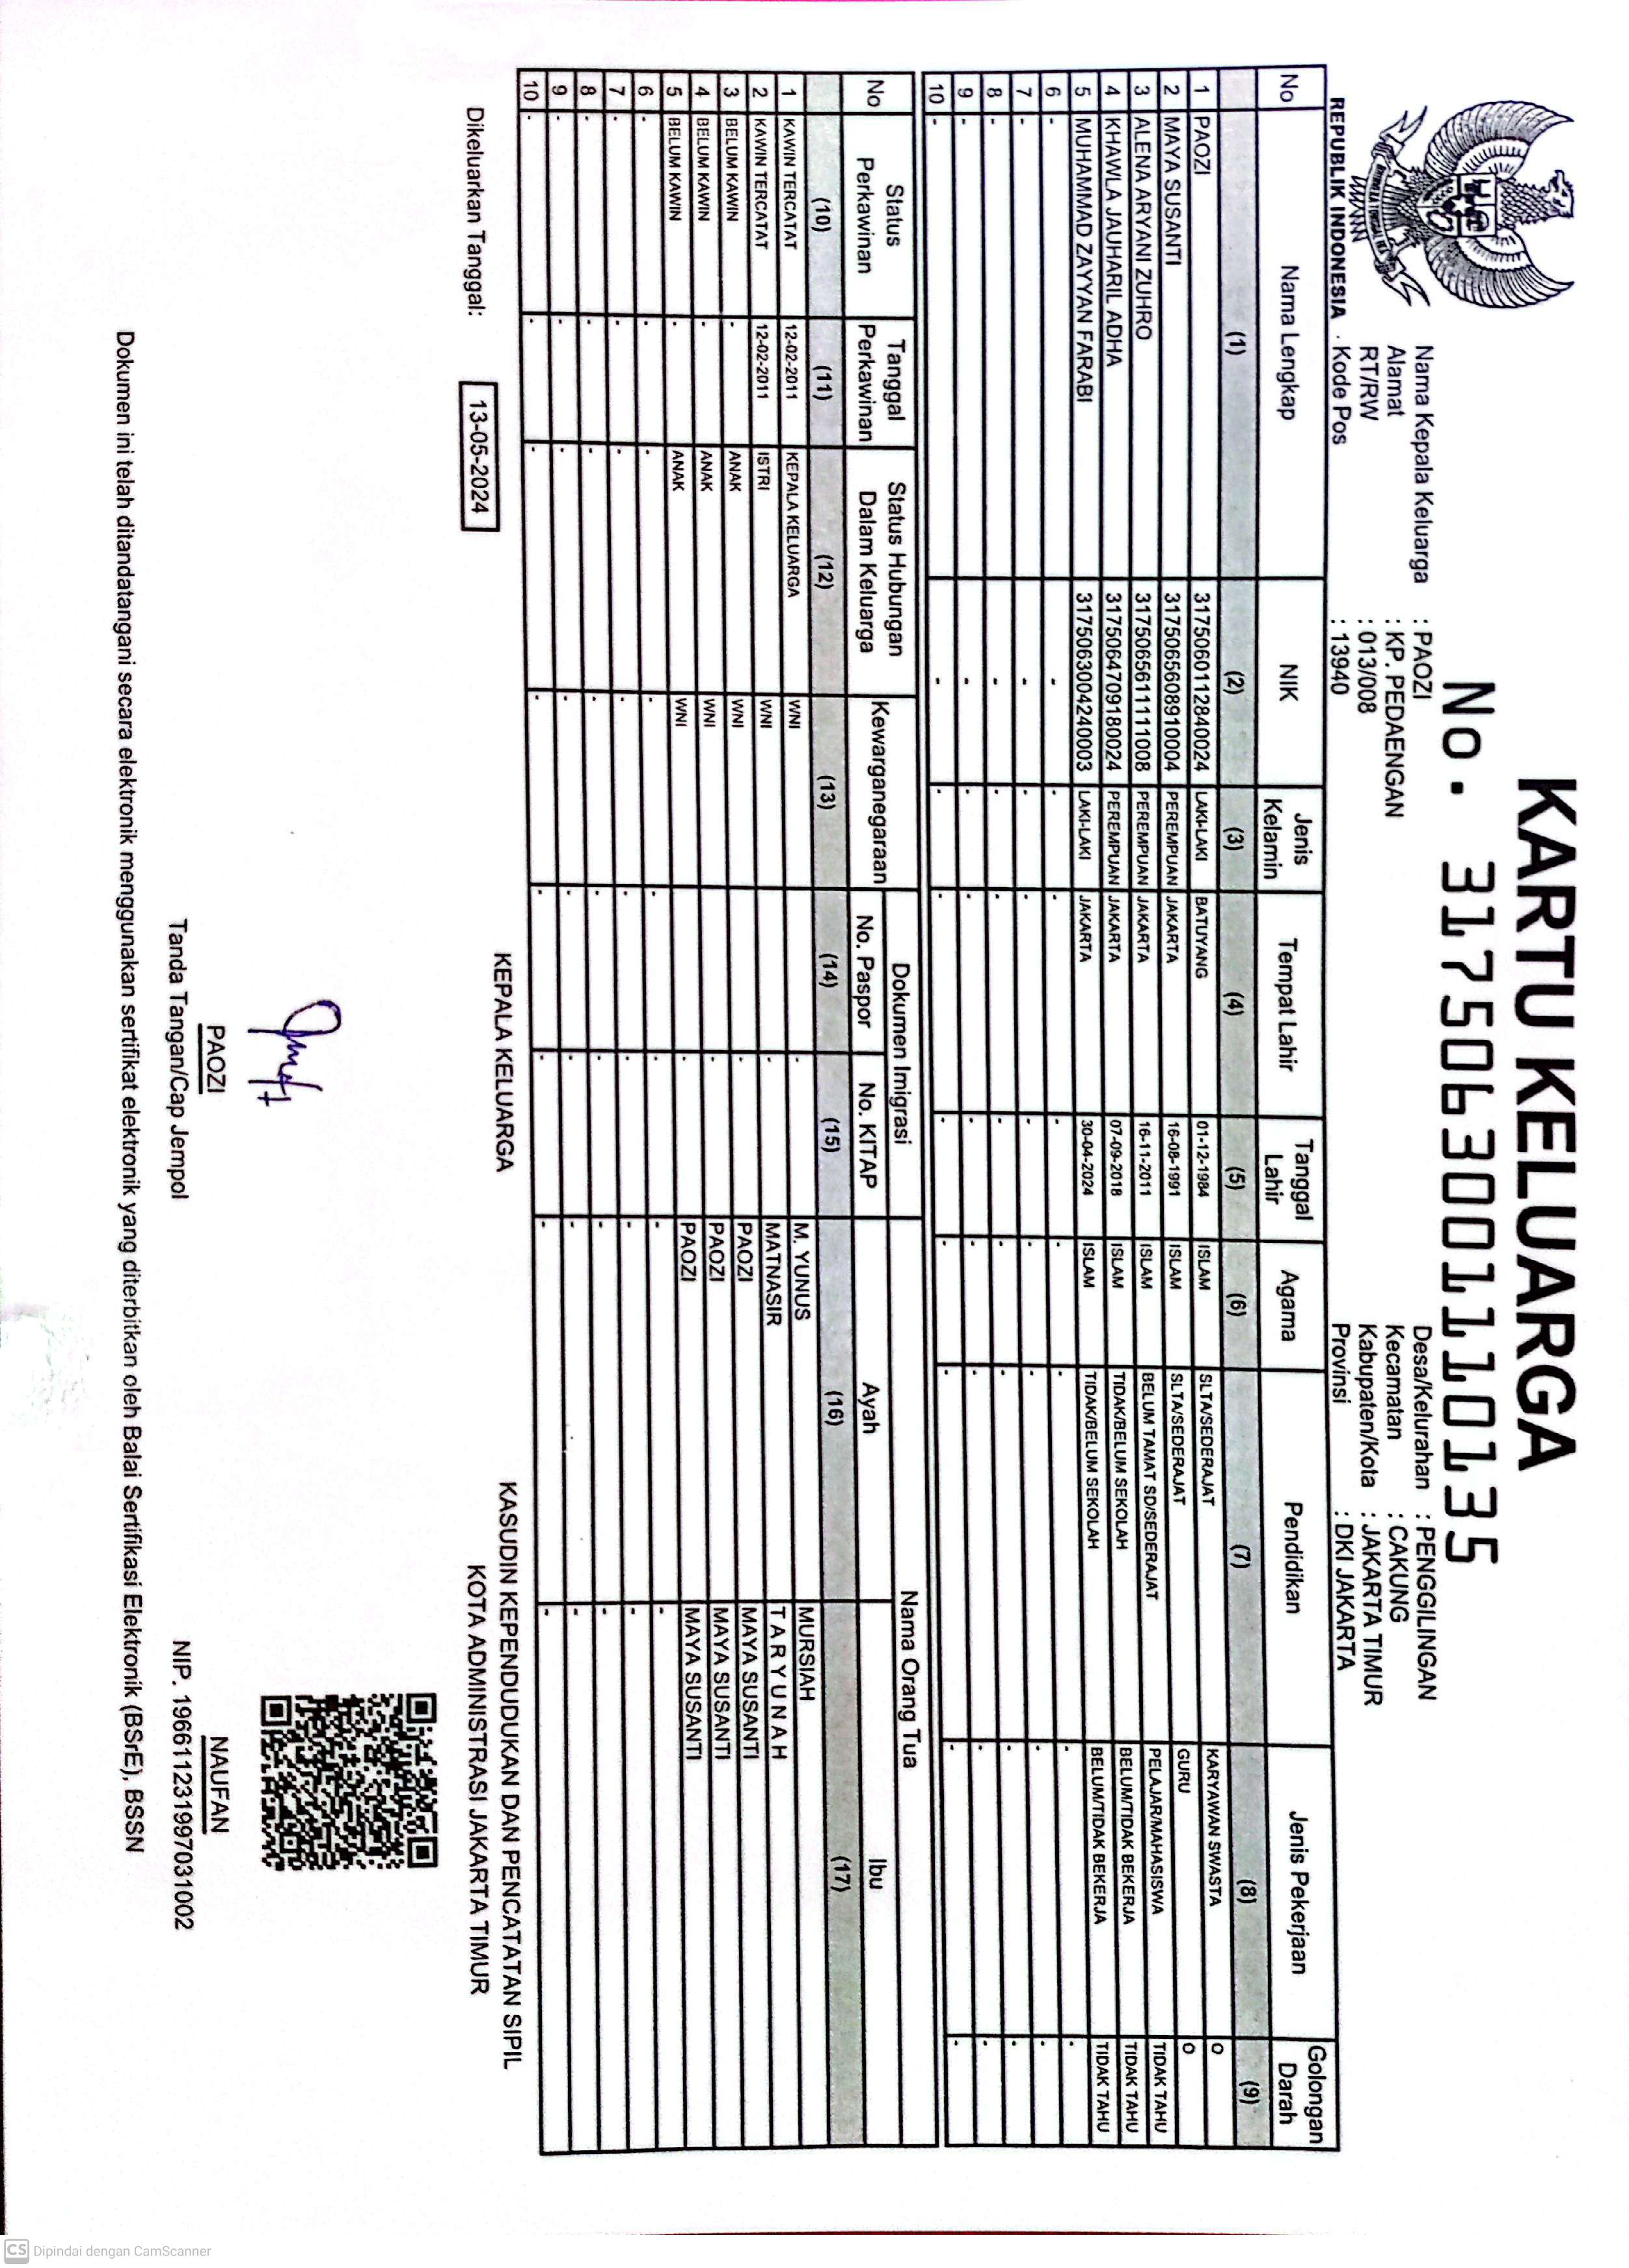 KARTU KELUARGA
No. 3175063001110135
REPUBLIK INDONESIA
Nama Kepala Keluarga : PAOZI
Alamat : KP. PEDAENGAN
RT/RW : 013/008
Kode Pos : 13940
Desa/Kelurahan : PENGGILINGAN
Kecamatan : CAKUNG
Kabupaten/Kota : JAKARTA TIMUR
Provinsi : DKI JAKARTA
No Nama Lengkap NIK Jenis Kelamin Tempat Lahir Tanggal Lahir Agama Pendidikan Jenis Pekerjaan Golongan Darah
(1) (2) (3) (4) (5) (6) (7) (8) (9)
1 PAOZI 3175060112840024 LAKI-LAKI BATUYANG 01-12-1984 ISLAM SLTA/SEDERAJAT KARYAWAN SWASTA O
2 MAYA SUSANTI 3175065608910004 PEREMPUAN JAKARTA 16-08-1991 ISLAM SLTA/SEDERAJAT GURU O
3 ALENA ARYANI ZUHRO 3175065611111008 PEREMPUAN JAKARTA 16-11-2011 ISLAM BELUM TAMAT SD/SEDERAJAT PELAJAR/MAHASISWA TIDAK TAHU
4 KHAWLA JAUHARIL ADHA 3175064709180024 PEREMPUAN JAKARTA 07-09-2018 ISLAM TIDAK/BELUM SEKOLAH BELUM/TIDAK BEKERJA TIDAK TAHU
5 MUHAMMAD ZAYYAN FARABI 3175063004240003 LAKI-LAKI JAKARTA 30-04-2024 ISLAM TIDAK/BELUM SEKOLAH BELUM/TIDAK BEKERJA TIDAK TAHU
6 - - - - - - - - -
7 - - - - - - - - -
8 - - - - - - - - -
9 - - - - - - - - -
10 - - - - - - - - -
No Status Perkawinan Tanggal Perkawinan Status Hubungan Dalam Keluarga Kewarganegaraan Dokumen Imigrasi Nama Orang Tua
No. Paspor No. KITAP Ayah Ibu
(10) (11) (12) (13) (14) (15) (16) (17)
1 KAWIN TERCATAT 12-02-2011 KEPALA KELUARGA WNI - M. YUNUS MURSIAH
2 KAWIN TERCATAT 12-02-2011 ISTRI WNI - MATNASIR T A R Y U N A H
3 BELUM KAWIN - ANAK WNI - PAOZI MAYA SUSANTI
4 BELUM KAWIN - ANAK WNI - PAOZI MAYA SUSANTI
5 BELUM KAWIN - ANAK WNI - PAOZI MAYA SUSANTI
6 - - - - - - - -
7 - - - - - - - -
8 - - - - - - - -
9 - - - - - - - -
10 - - - - - - - -
Dikeluarkan Tanggal: 13-05-2024
KEPALA KELUARGA
PAOZI
Tanda Tangan/Cap Jempol
KASUDIN KEPENDUDUKAN DAN PENCATATAN SIPIL
KOTA ADMINISTRASI JAKARTA TIMUR
NAUFAN
NIP. 196611231997031002
Dokumen ini telah ditandatangani secara elektronik menggunakan sertifikat elektronik yang diterbitkan oleh Balai Sertifikasi Elektronik (BSrE), BSSN
CS Dipindai dengan CamScanner